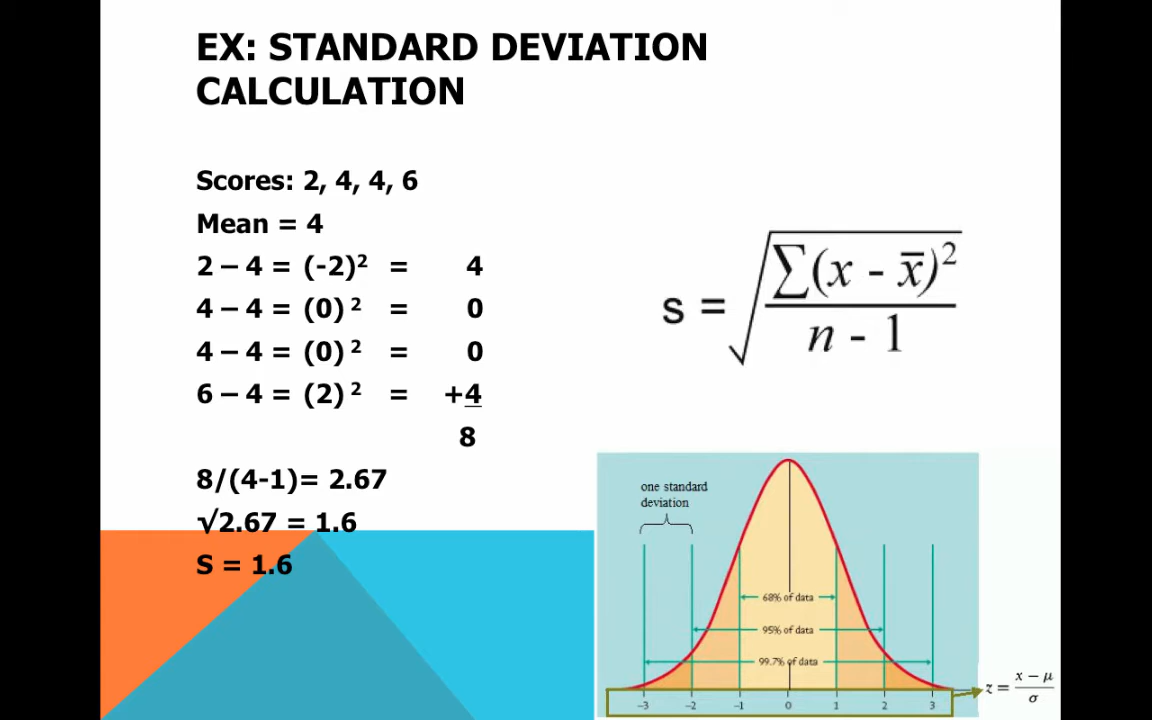 EX: STANDARD DEVIATION
CALCULATION
Scores: 2, 4, 4, 6
Mean = 4
2 – 4 = (-2)² = 4
4 – 4 = (0) ² = 0
4 – 4 = (0) ² = 0
6 – 4 = (2) ² = +4
8
8/(4-1)= 2.67
√2.67 = 1.6
S = 1.6
s = √(∑(x - x̅)² / n - 1)
one standard
deviation
68% of data
95% of data
99.7% of data
−3 −2 −1 0 1 2 3
z = (x − μ) / σ